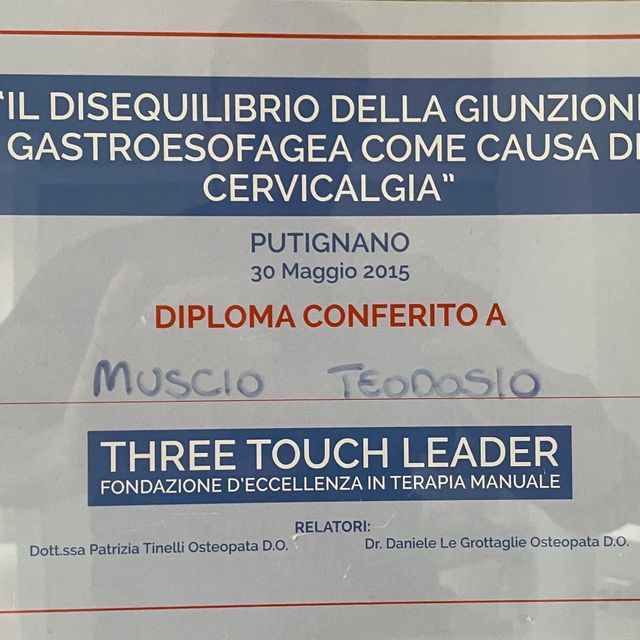 "IL DISEQUILIBRIO DELLA GIUNZIONE
GASTROESOFAGEA COME CAUSA DI
CERVICALGIA"
PUTIGNANO
30 Maggio 2015
DIPLOMA CONFERITO A
MUSCIO TEODOSIO
THREE TOUCH LEADER
FONDAZIONE D'ECCELLENZA IN TERAPIA MANUALE
RELATORI:
Dott.ssa Patrizia Tinelli Osteopata D.O. Dr. Daniele Le Grottaglie Osteopata D.O.